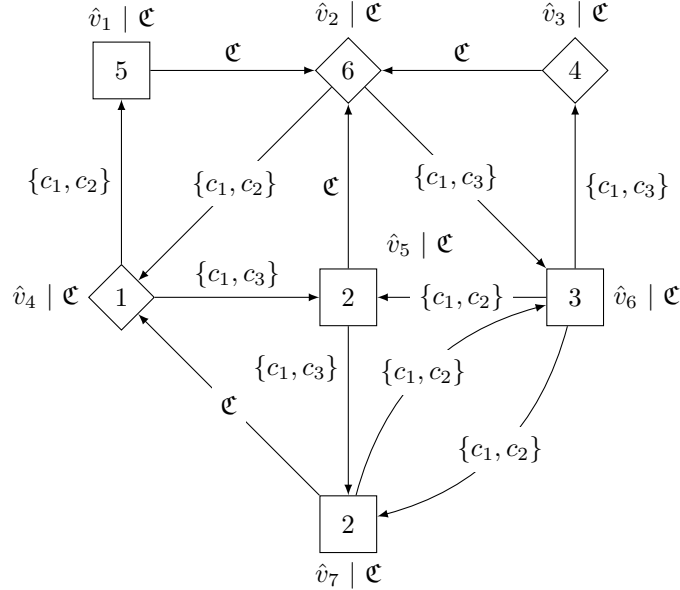 v̂₁ | ℭ v̂₂ | ℭ v̂₃ | ℭ
5 ℭ 6 ℭ 4
{c₁, c₂} {c₁, c₂} ℭ {c₁, c₃} {c₁, c₃}
v̂₅ | ℭ
v̂₄ | ℭ 1 {c₁, c₃} 2 {c₁, c₂} 3 v̂₆ | ℭ
{c₁, c₃} {c₁, c₂}
ℭ {c₁, c₂}
2
v̂₇ | ℭ